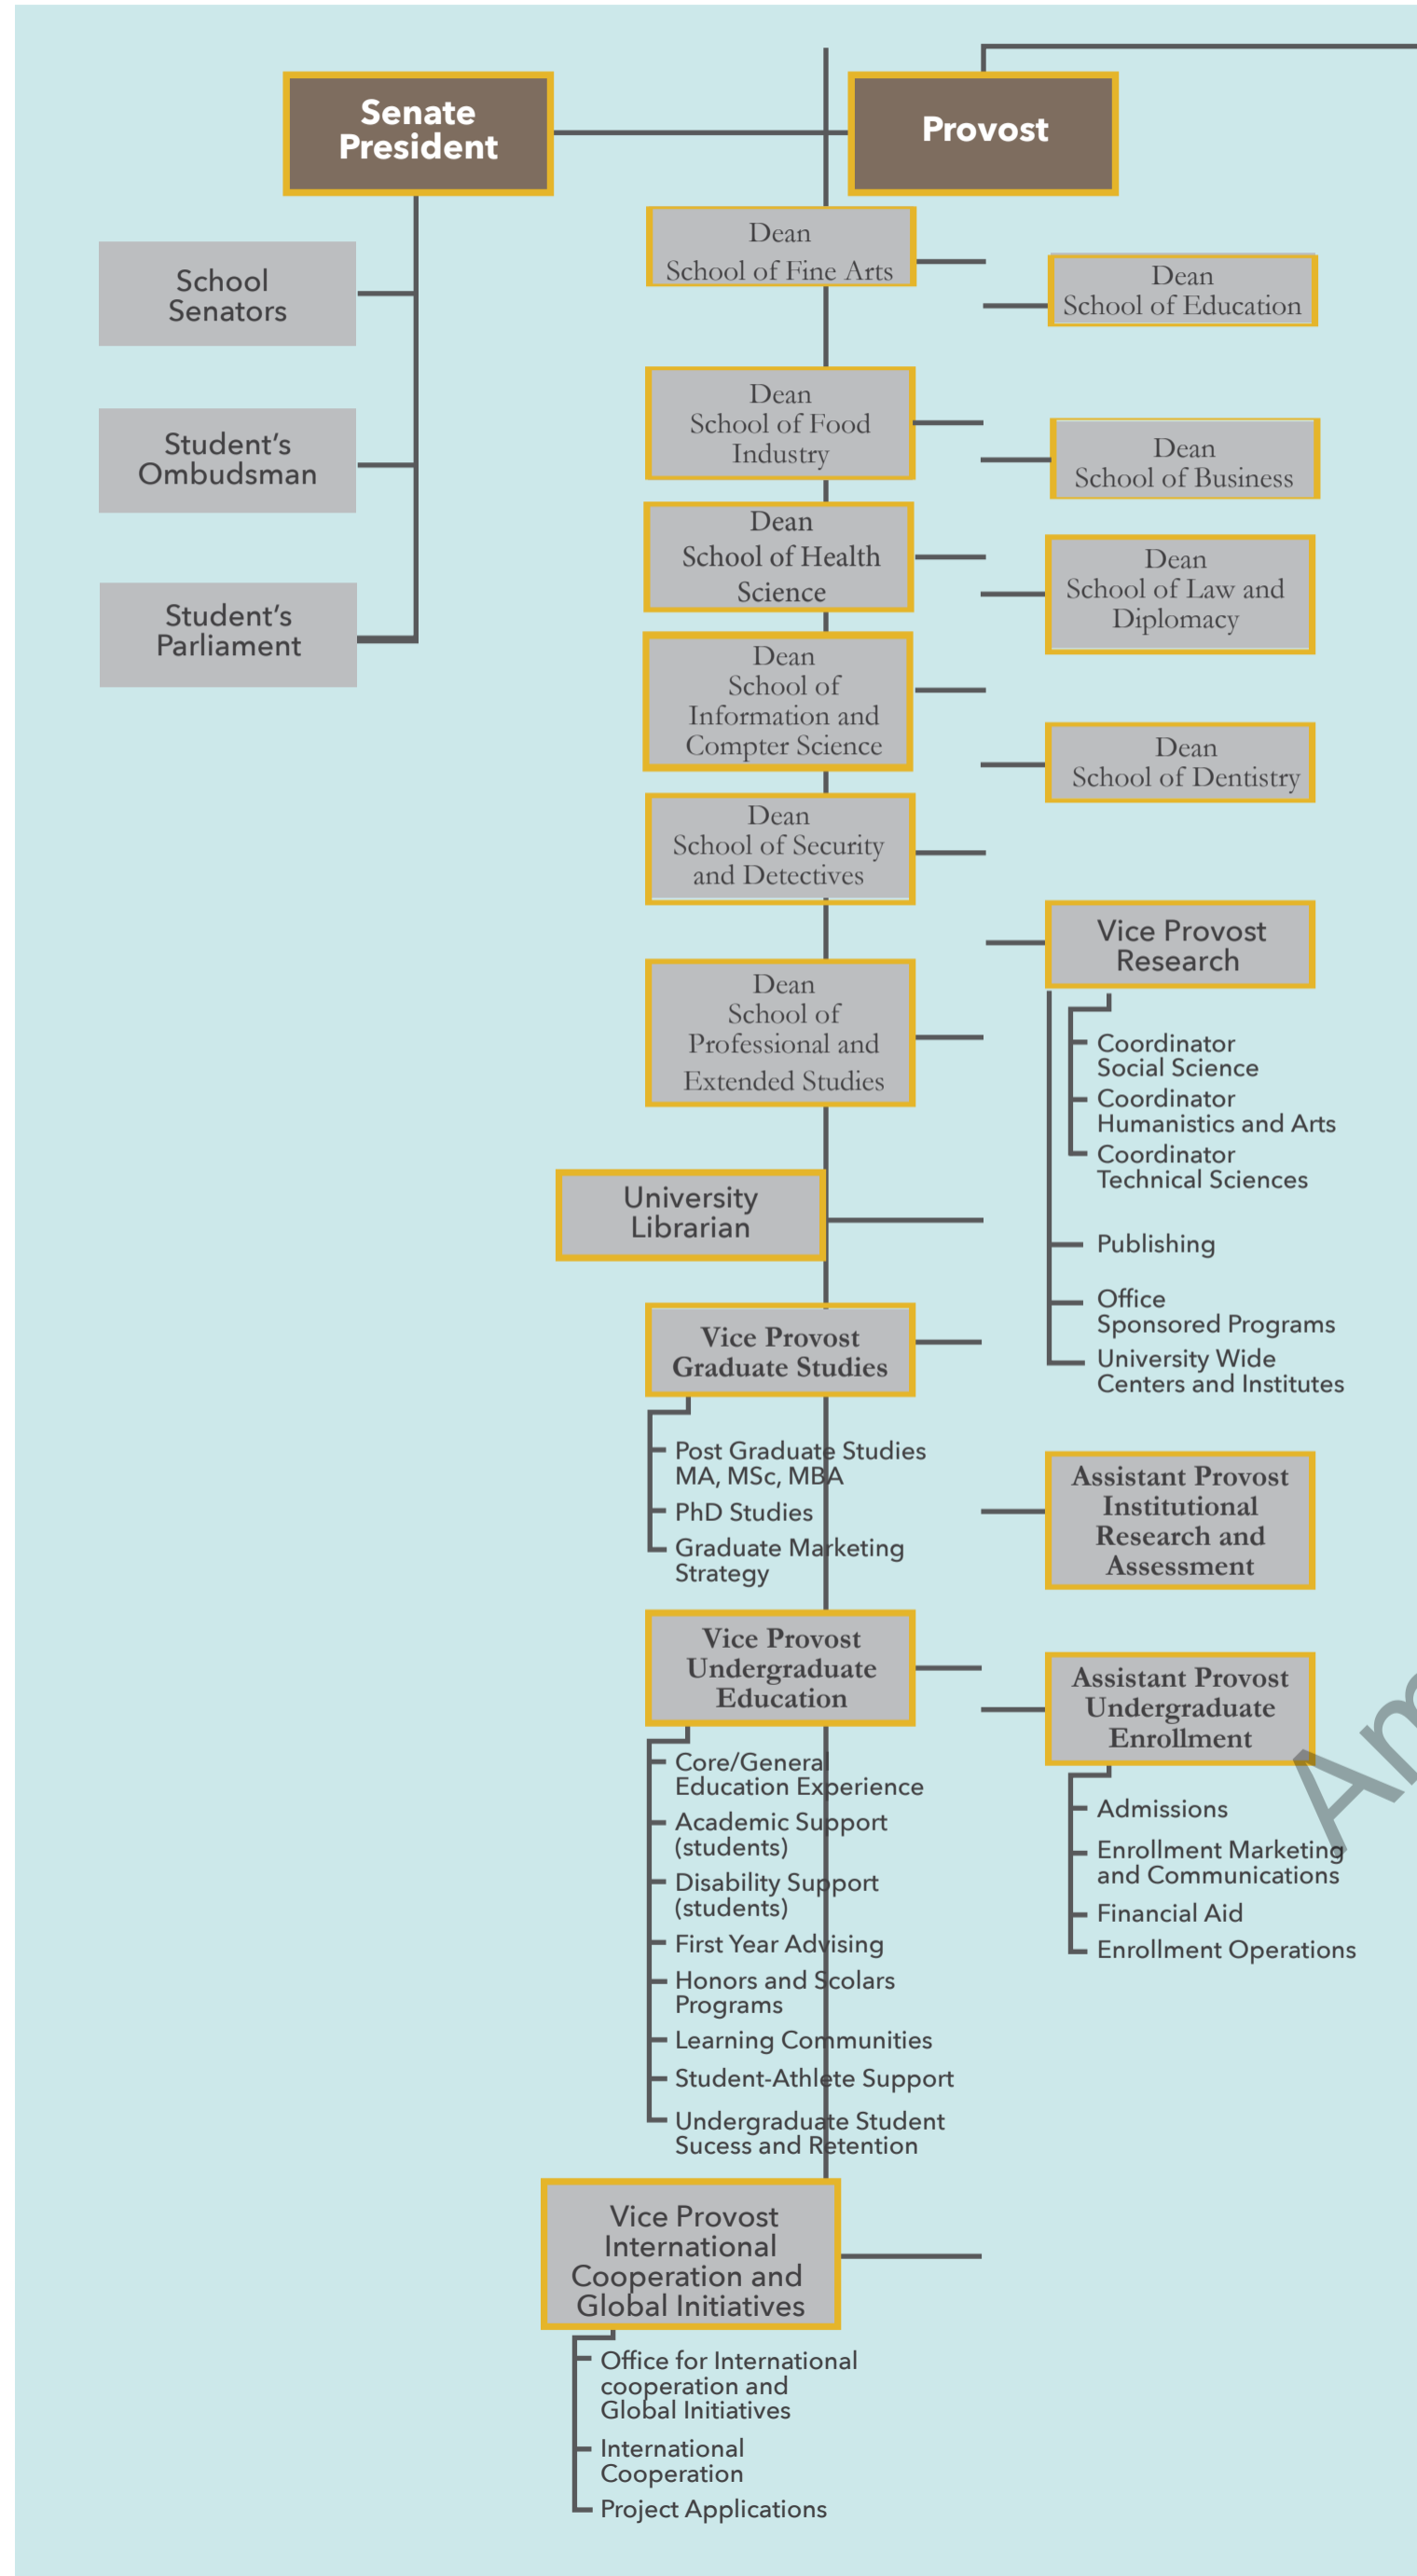 Senate
President
Provost
School
Senators
Student's
Ombudsman
Student's
Parliament
Dean
School of Fine Arts
Dean
School of Education
Dean
School of Food
Industry
Dean
School of Business
Dean
School of Health
Science
Dean
School of Law and
Diplomacy
Dean
School of
Information and
Compter Science
Dean
School of Dentistry
Dean
School of Security
and Detectives
Vice Provost
Research
Coordinator
Social Science
Coordinator
Humanistics and Arts
Coordinator
Technical Sciences
Publishing
Office
Sponsored Programs
University Wide
Centers and Institutes
Dean
School of
Professional and
Extended Studies
University
Librarian
Vice Provost
Graduate Studies
Post Graduate Studies
MA, MSc, MBA
PhD Studies
Graduate Marketing
Strategy
Assistant Provost
Institutional
Research and
Assessment
Vice Provost
Undergraduate
Education
Core/General
Education Experience
Academic Support
(students)
Disability Support
(students)
First Year Advising
Honors and Scolars
Programs
Learning Communities
Student-Athlete Support
Undergraduate Student
Sucess and Retention
Assistant Provost
Undergraduate
Enrollment
Admissions
Enrollment Marketing
and Communications
Financial Aid
Enrollment Operations
Vice Provost
International
Cooperation and
Global Initiatives
Office for International
cooperation and
Global Initiatives
International
Cooperation
Project Applications